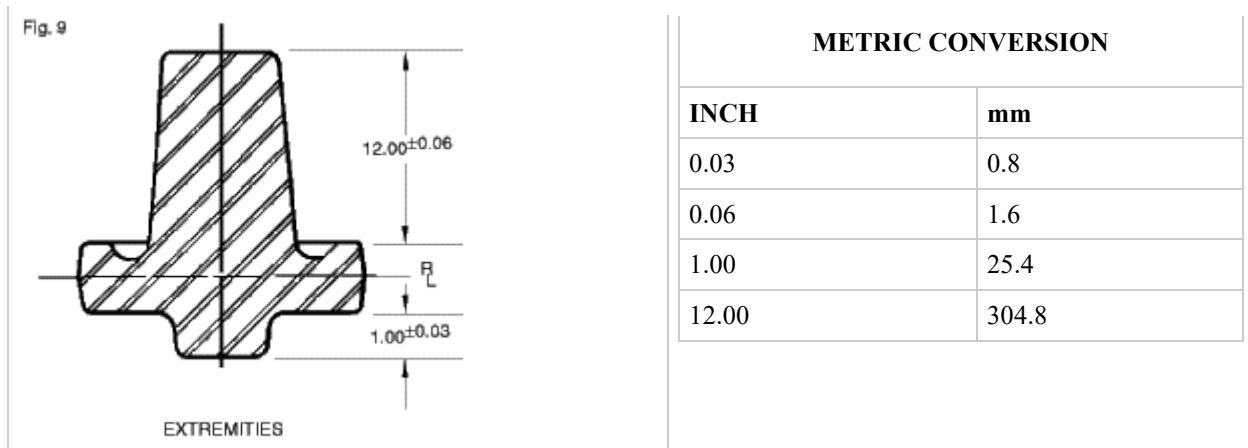 Fig. 9
12.00±0.06
PL
1.00±0.03
EXTREMITIES
METRIC CONVERSION
INCH mm
0.03 0.8
0.06 1.6
1.00 25.4
12.00 304.8